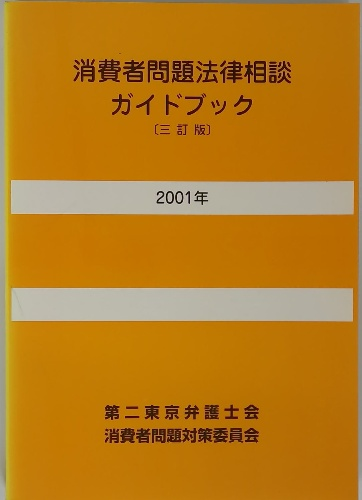 消費者問題法律相談
ガイドブック
〔三訂版〕
2001年
第二東京弁護士会
消費者問題対策委員会